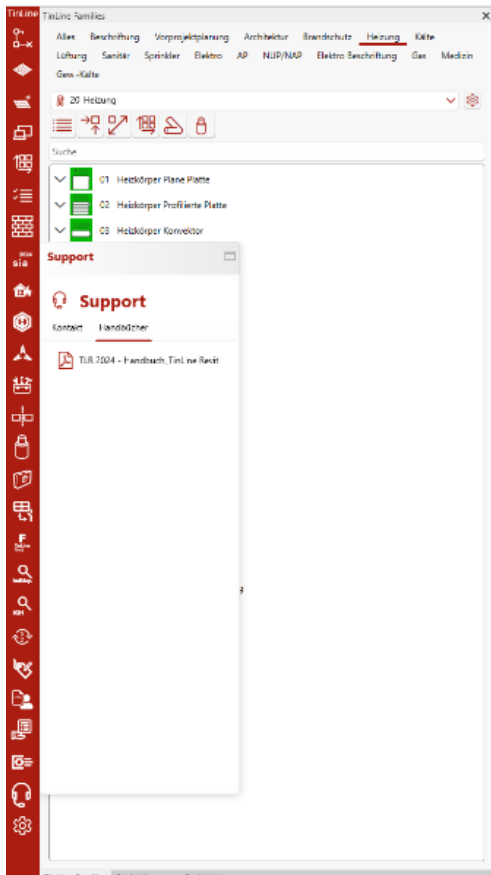 TinLine
TinLine Families
Alles Beschriftung Vorprojektplanung Architektur Brandschutz Heizung Kälte
Lüftung Sanitär Sprinkler Elektro AP NUP/NAP Elektro Beschriftung Gas Medizin
Gew.-Kälte
20 Heizung
Suche
01 Heizkörper Plane Platte
02 Heizkörper Profilierte Platte
03 Heizkörper Konvektor
sia
Support
Support
Kontakt Handbücher
TLR 2024 - Handbuch_TinLine Revit